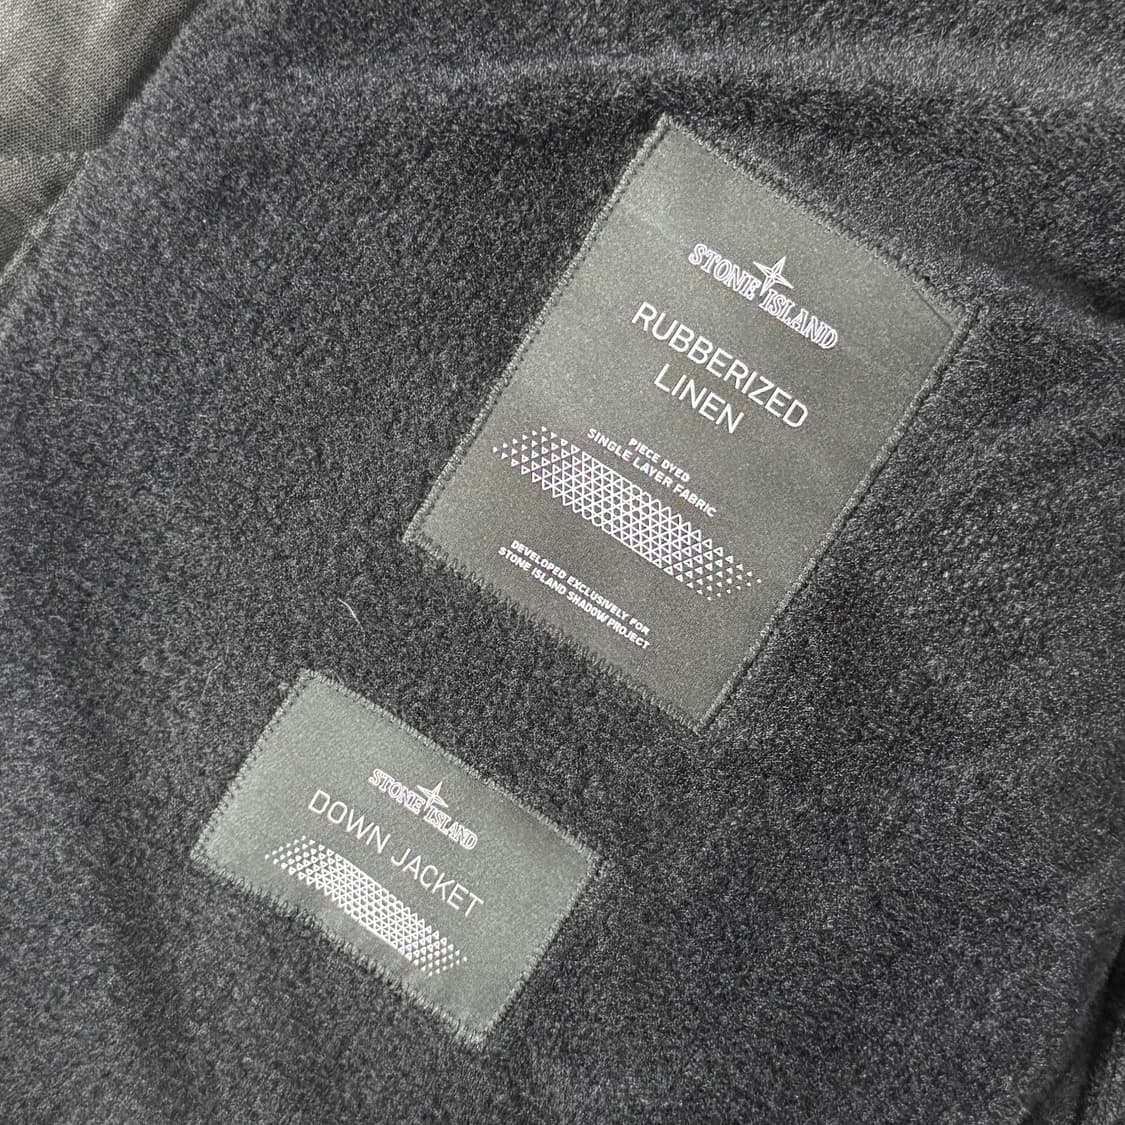 STONE ISLAND
RUBBERIZED
LINEN
PIECE DYED
SINGLE LAYER FABRIC
DEVELOPED EXCLUSIVELY FOR
STONE ISLAND SHADOW PROJECT
STONE ISLAND
DOWN JACKET